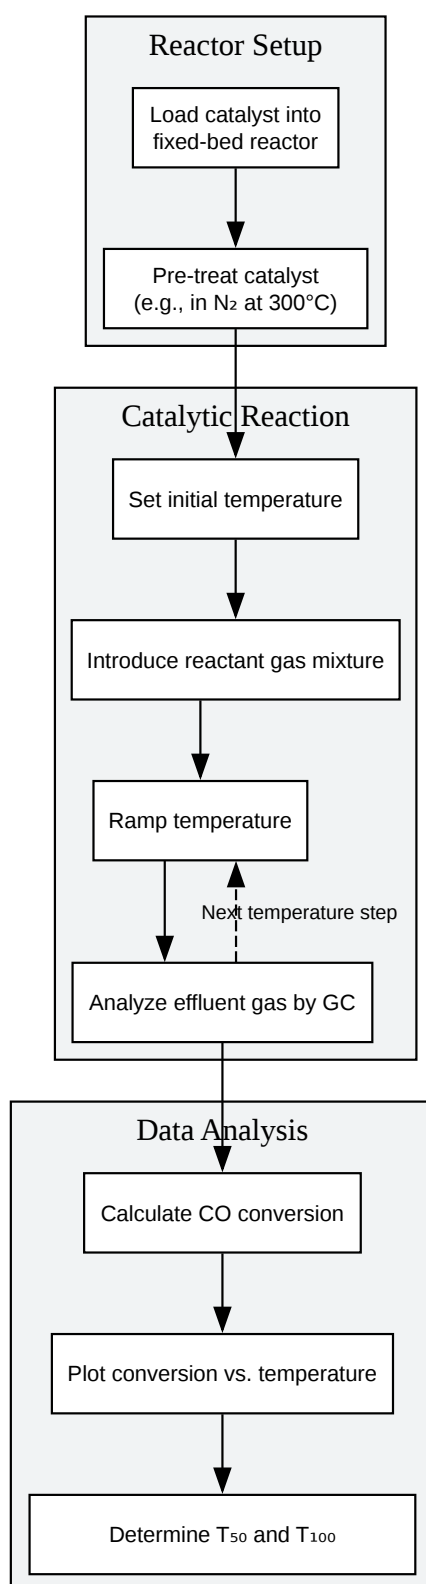 Reactor Setup
Load catalyst into
fixed-bed reactor
Pre-treat catalyst
(e.g., in N₂ at 300°C)
Catalytic Reaction
Set initial temperature
Introduce reactant gas mixture
Ramp temperature
Next temperature step
Analyze effluent gas by GC
Data Analysis
Calculate CO conversion
Plot conversion vs. temperature
Determine T₅₀ and T₁₀₀